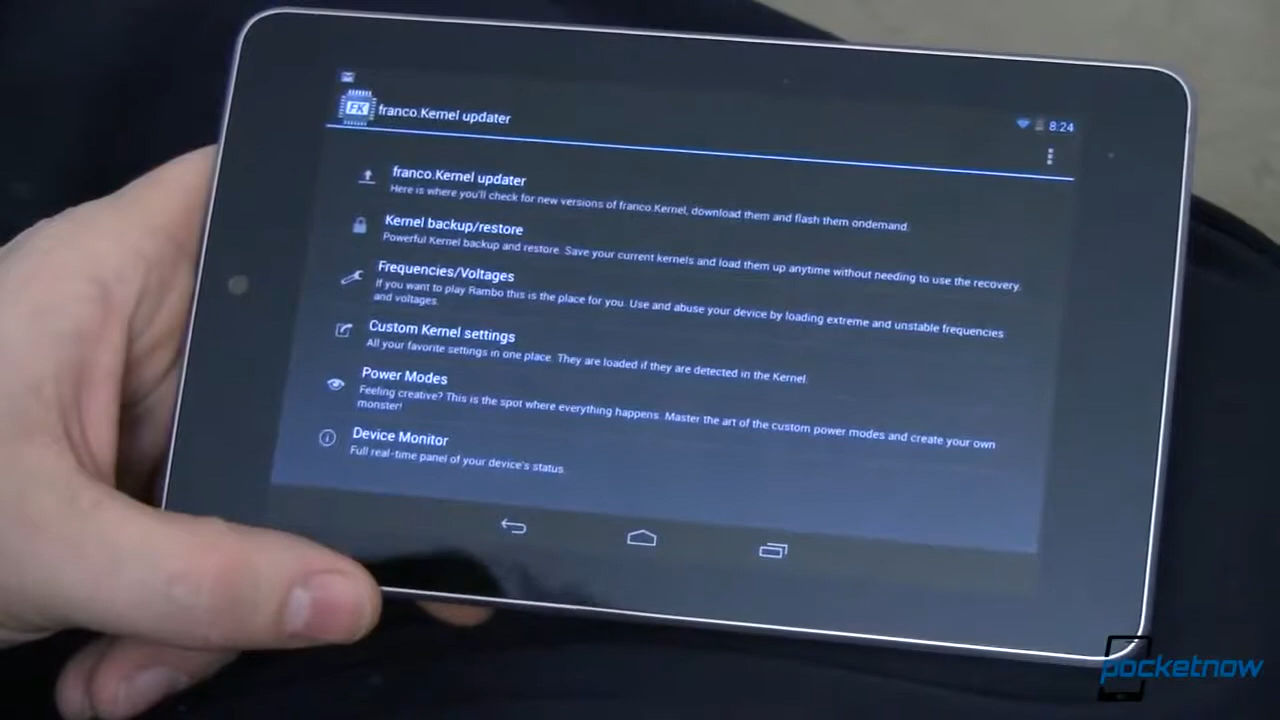 FK
franco.Kernel updater
8:24
franco.Kernel updater
Here is where you'll check for new versions of franco.Kernel, download them and flash them ondemand.
Kernel backup/restore
Powerful Kernel backup and restore. Save your current kernels and load them up anytime without needing to use the recovery.
Frequencies/Voltages
If you want to play Rambo this is the place for you. Use and abuse your device by loading extreme and unstable frequencies
and voltages.
Custom Kernel settings
All your favorite settings in one place. They are loaded if they are detected in the Kernel.
Power Modes
Feeling creative? This is the spot where everything happens. Master the art of the custom power modes and create your own
monster!
Device Monitor
Full real-time panel of your device's status.
pocketnow